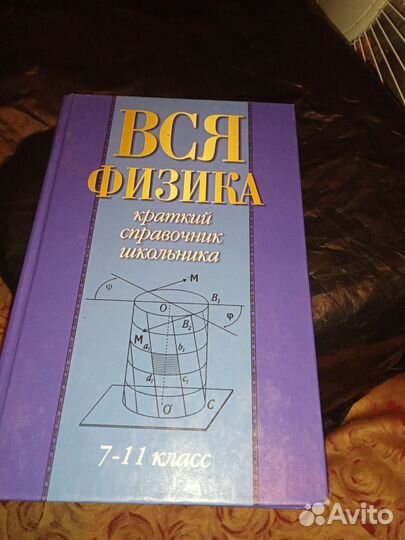 ВСЯ
ФИЗИКА
краткий
справочник
школьника
M
φ
O
B₁
φ
B₂
M
a₁
b₁
d₁
c₁
O'
C
7-11 класс
Avito